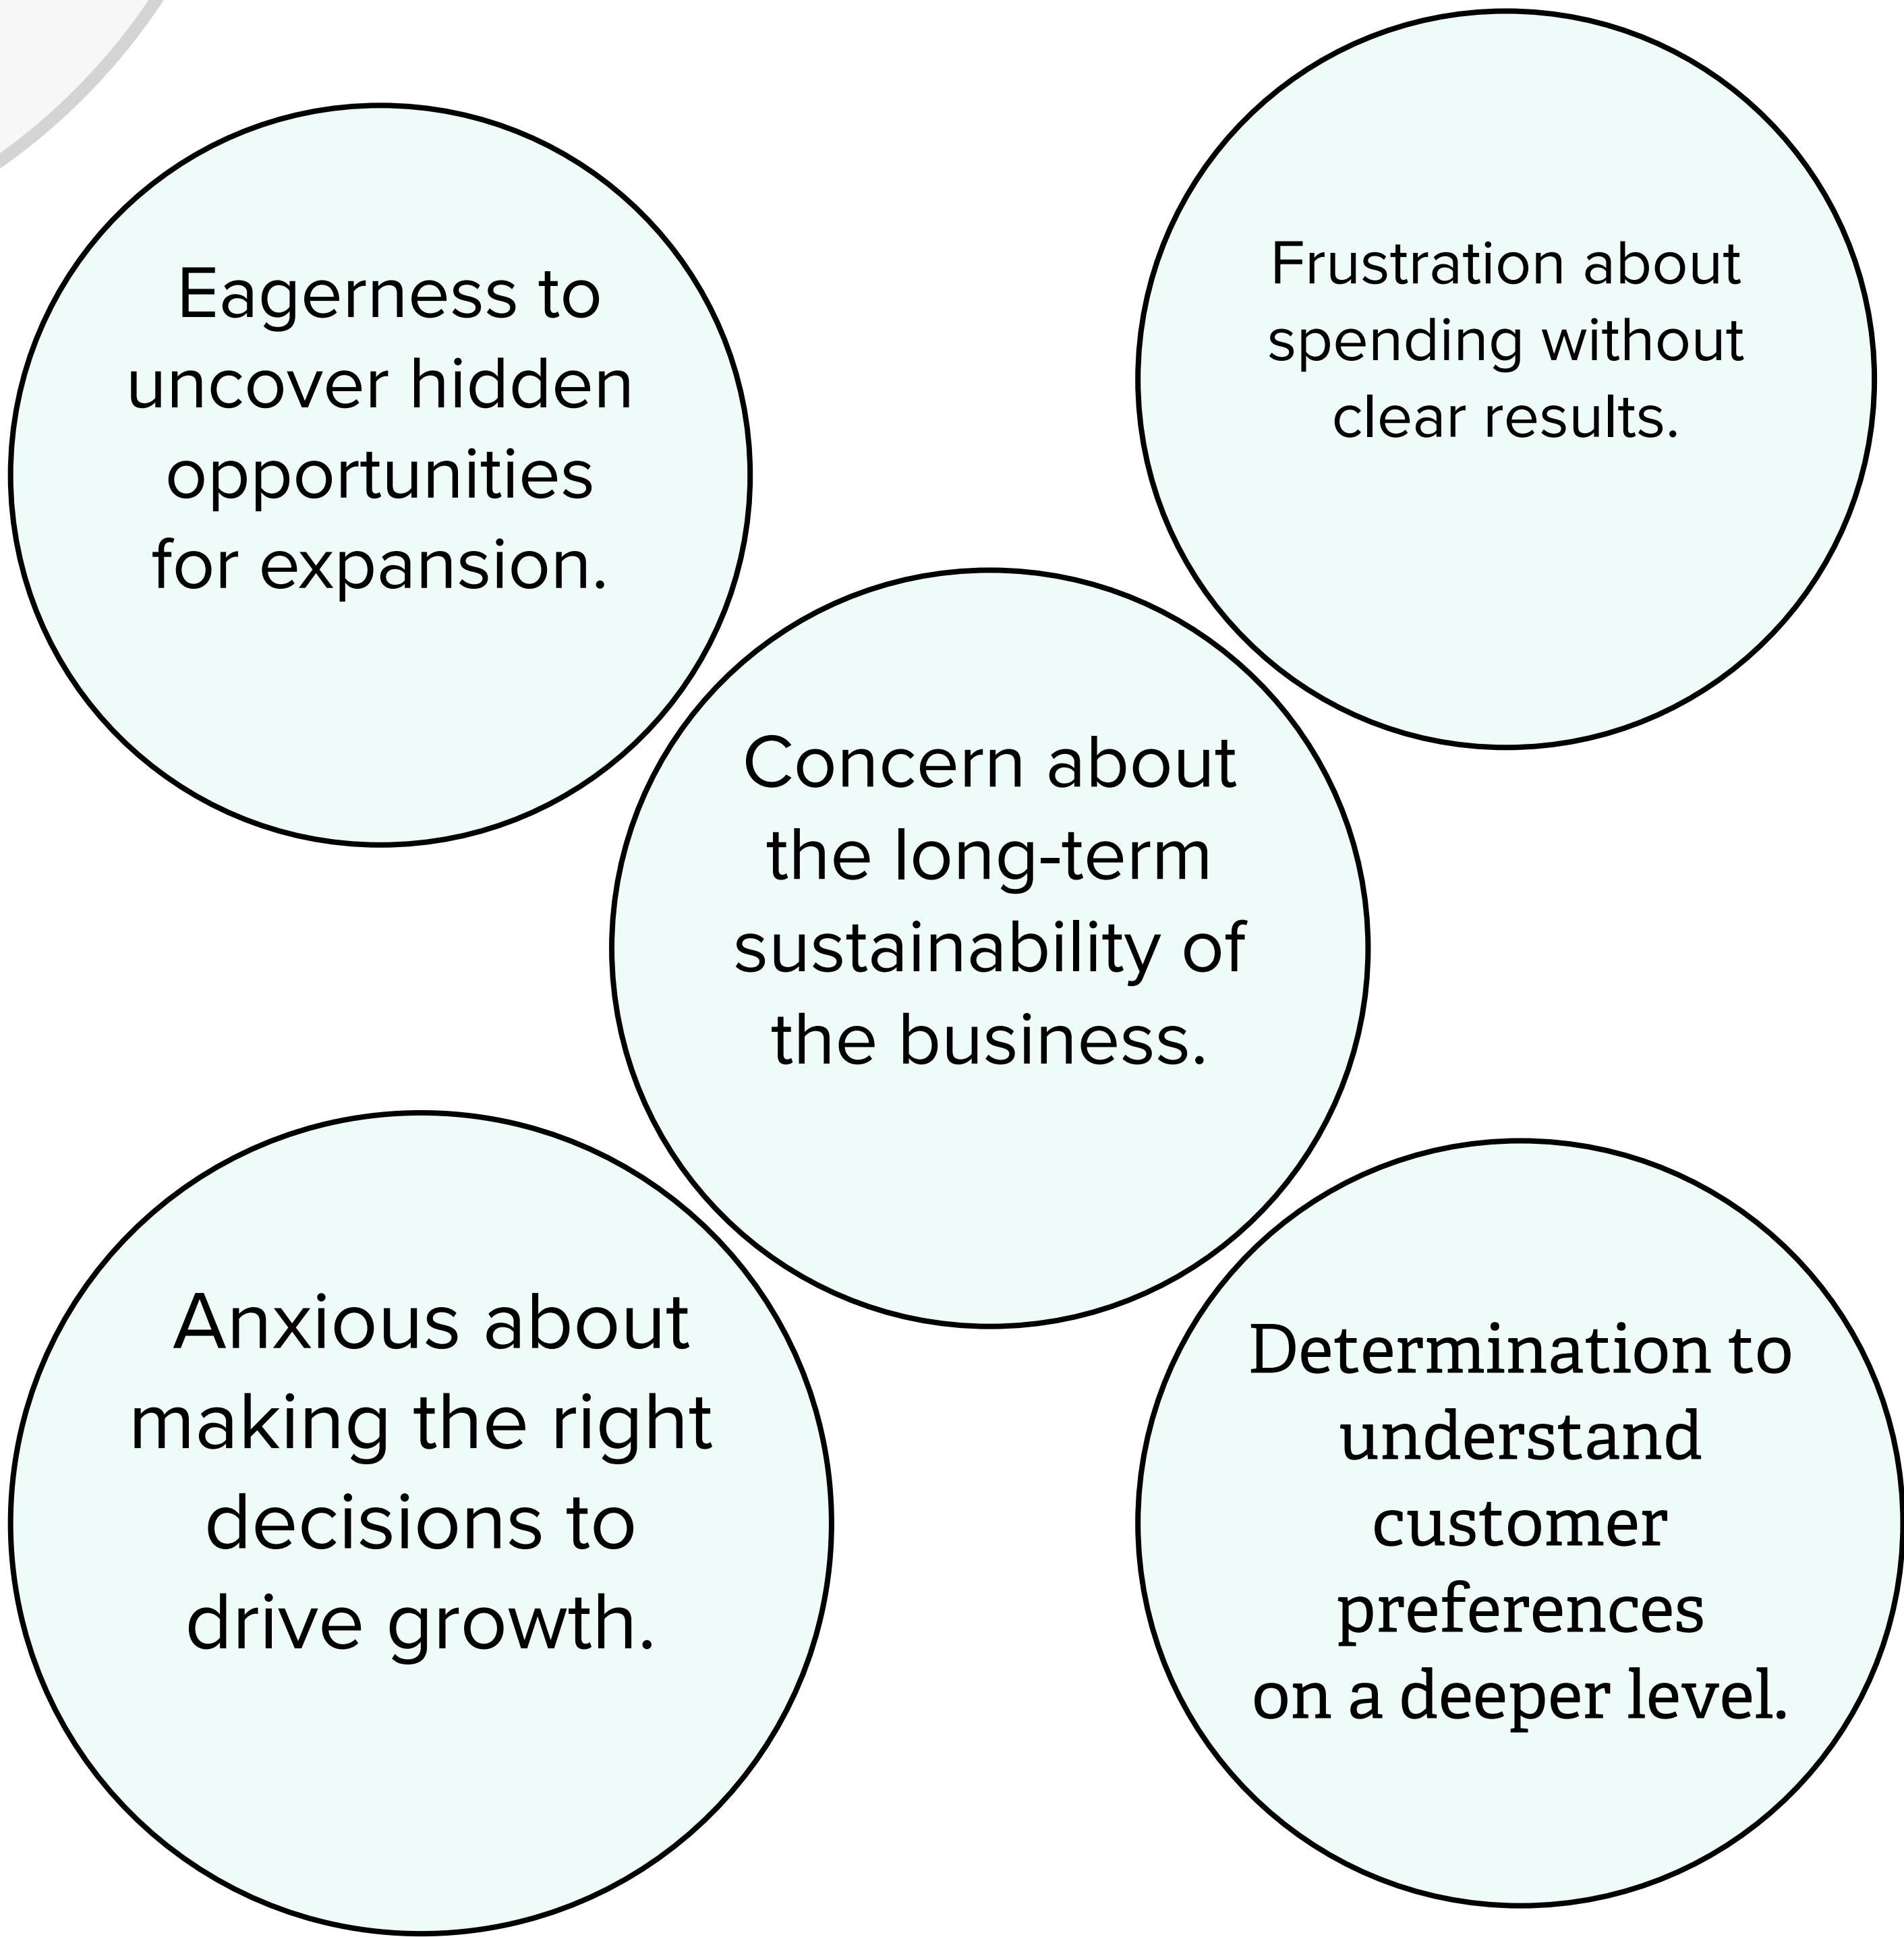 Eagerness to
uncover hidden
opportunities
for expansion.
Frustration about
spending without
clear results.
Concern about
the long-term
sustainability of
the business.
Anxious about
making the right
decisions to
drive growth.
Determination to
understand
customer
preferences
on a deeper level.